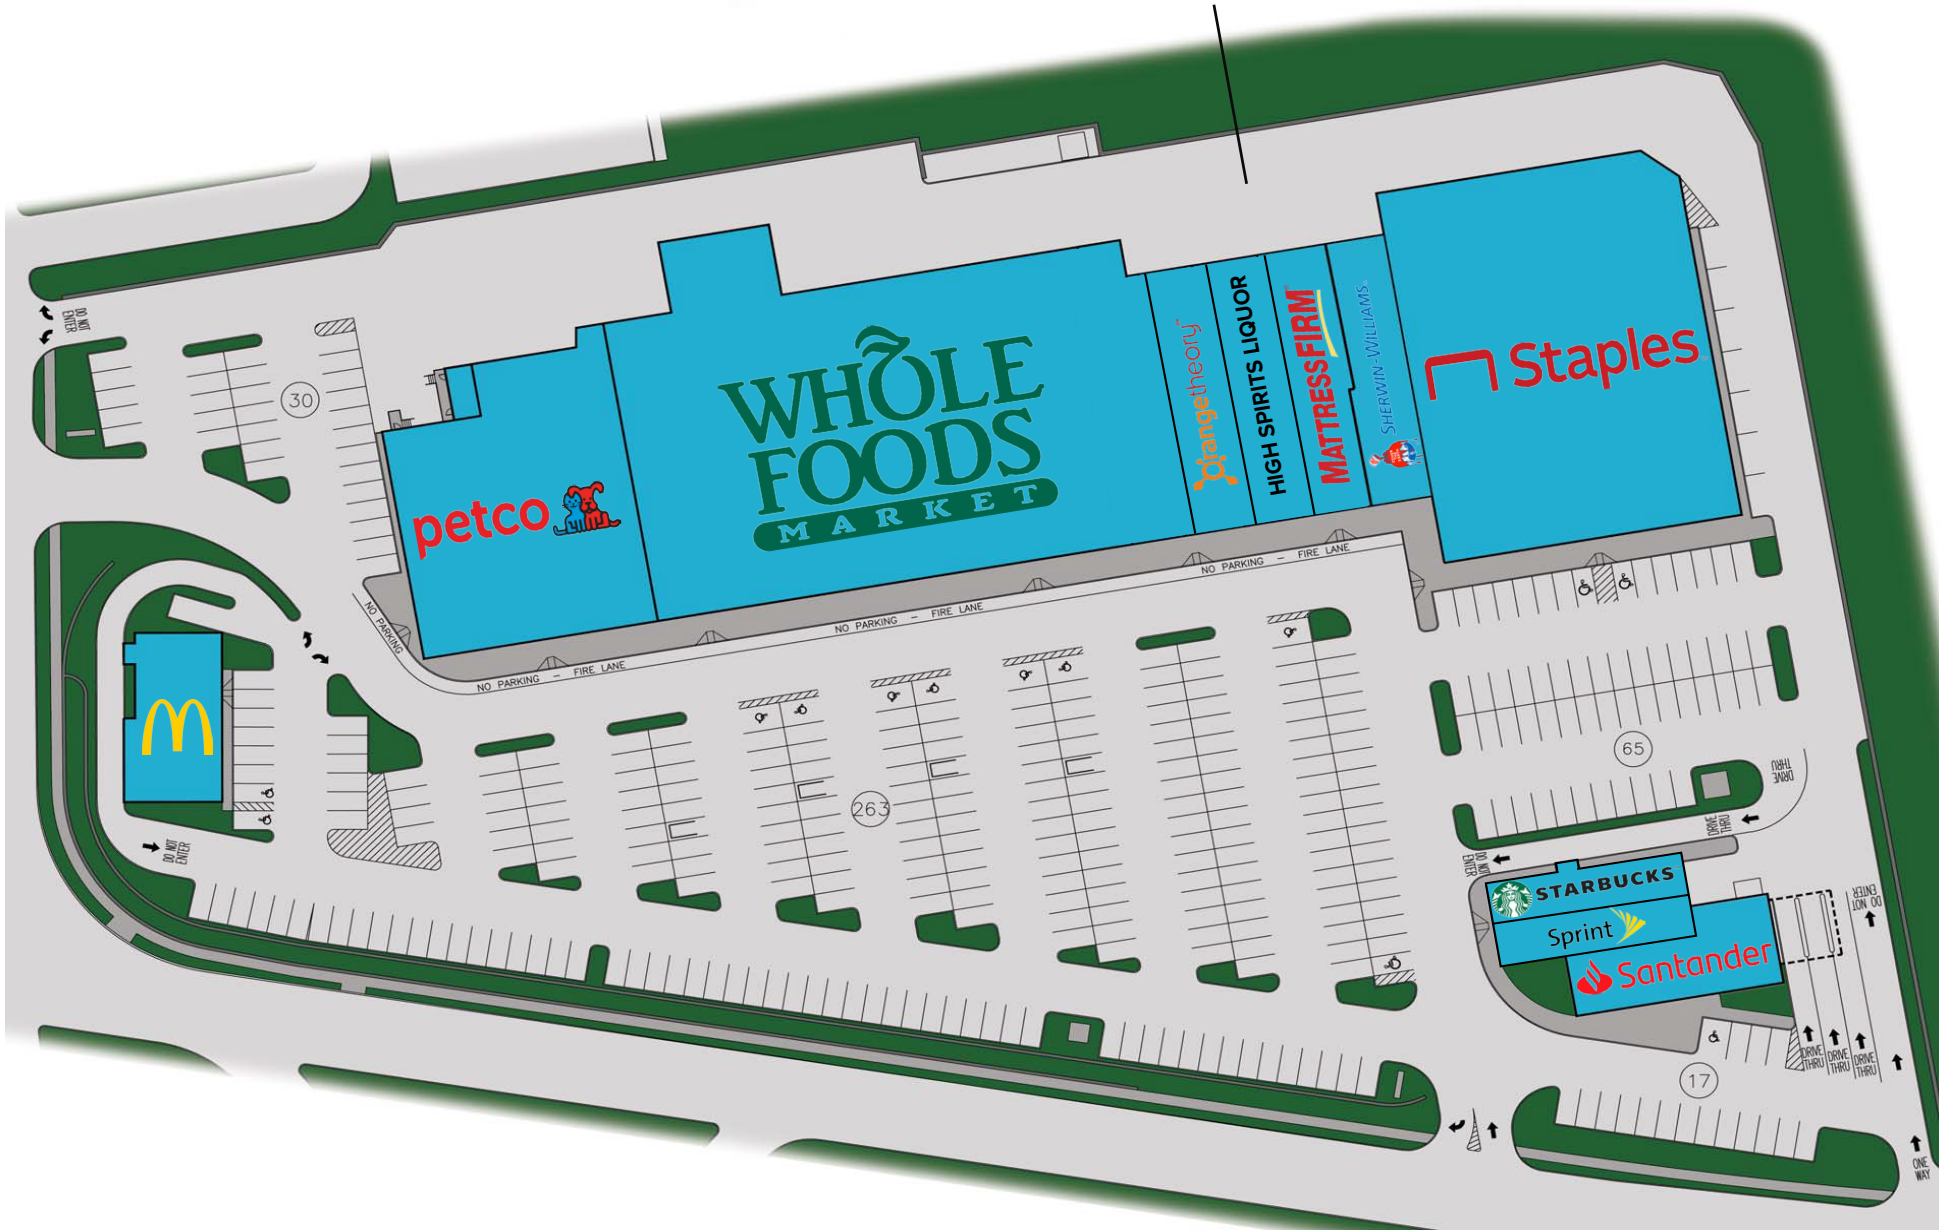 DO NOT
ENTER
30
petco
WHOLE
FOODS
MARKET
orangetheory
HIGH SPIRITS LIQUOR
MATTRESSFIRM
SHERWIN-WILLIAMS
Staples
NO PARKING
NO PARKING - FIRE LANE
NO PARKING - FIRE LANE
NO PARKING - FIRE LANE
M
DO NOT
ENTER
263
65
DRIVE
THRU
DRIVE
THRU
DO NOT
ENTER
STARBUCKS
Sprint
Santander
DO NOT
ENTER
DRIVE
THRU
DRIVE
THRU
DRIVE
THRU
17
ONE
WAY